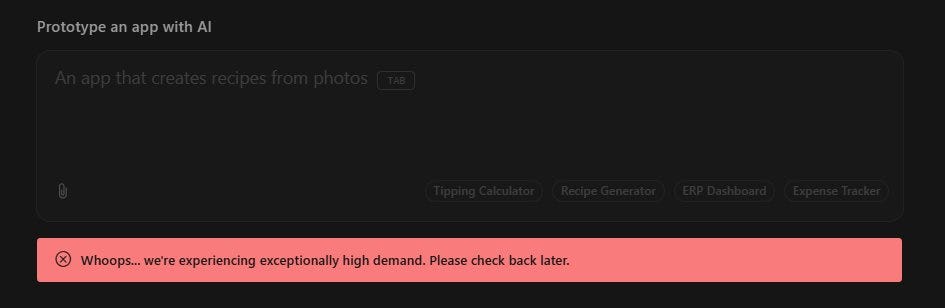 Prototype an app with AI
An app that creates recipes from photos TAB
Tipping Calculator Recipe Generator ERP Dashboard Expense Tracker
Whoops... we're experiencing exceptionally high demand. Please check back later.